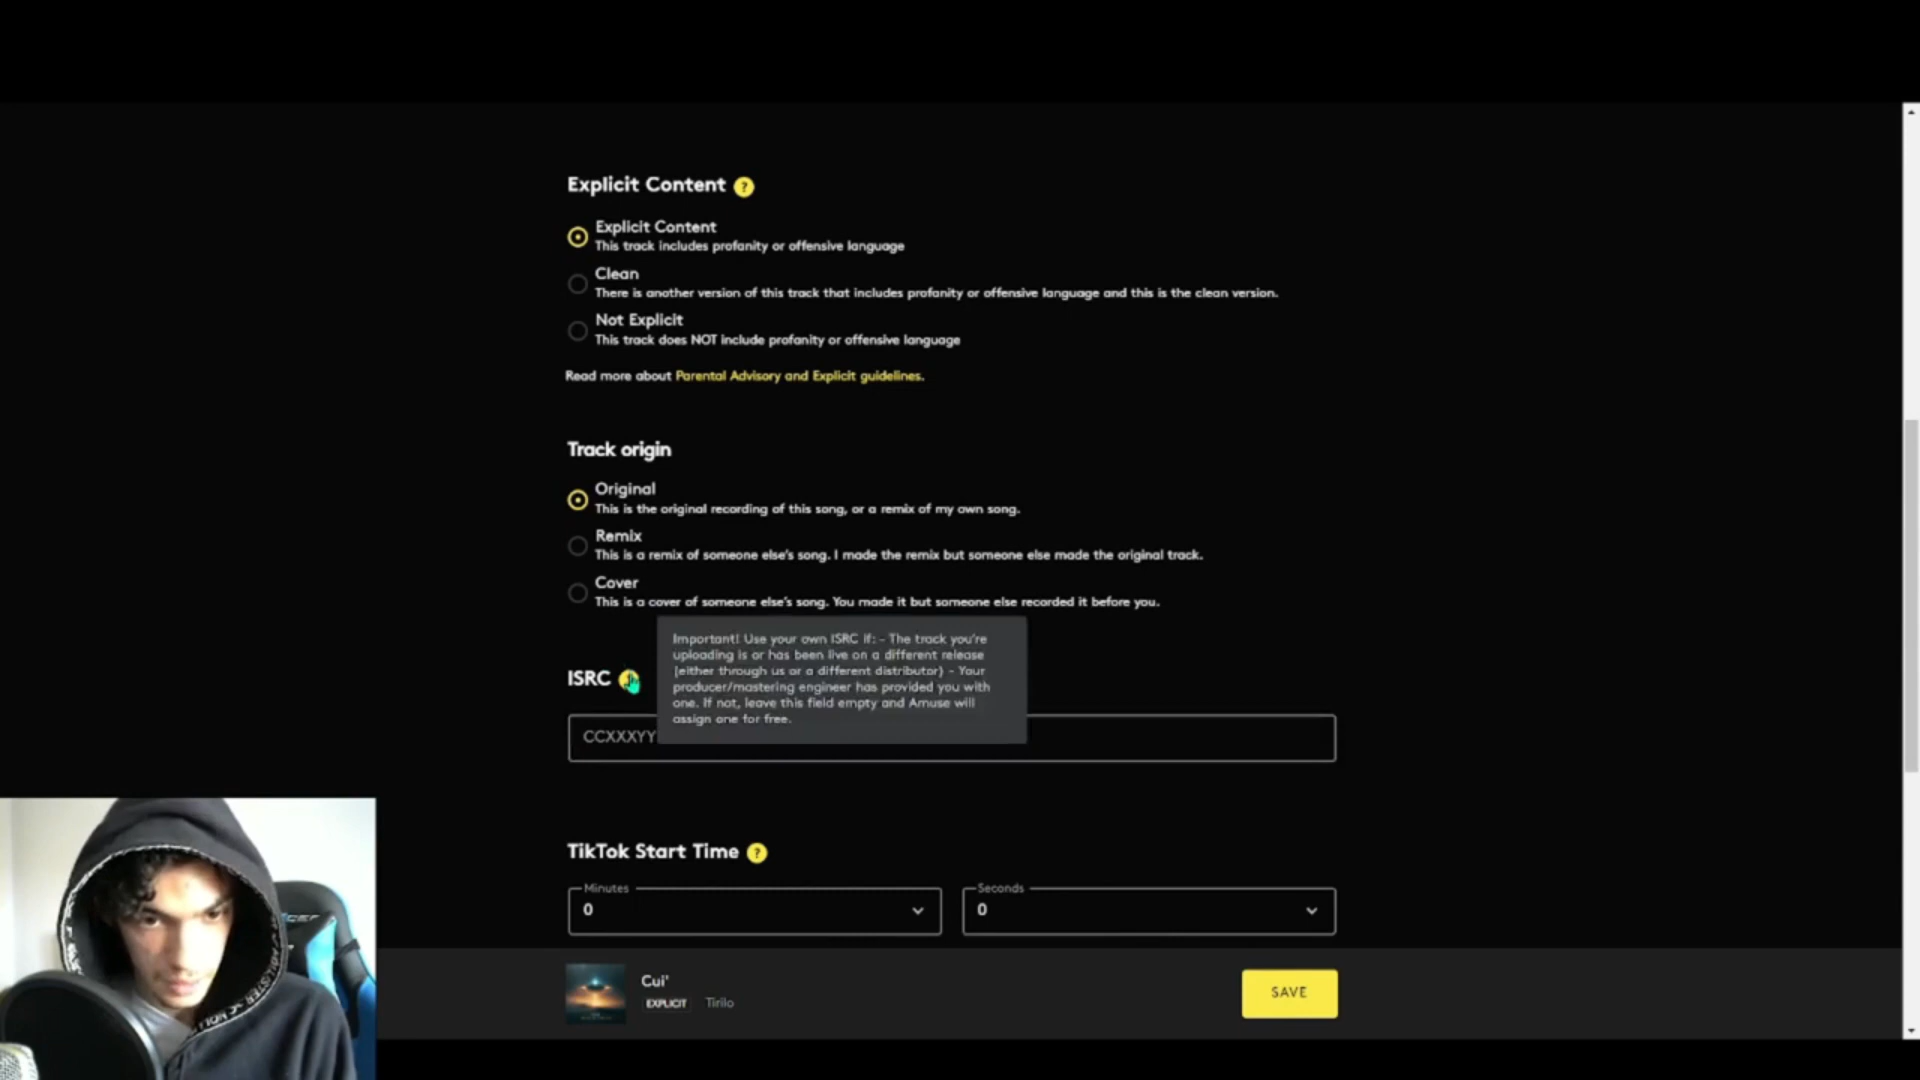 Explicit Content ?
Explicit Content
This track includes profanity or offensive language
Clean
There is another version of this track that includes profanity or offensive language and this is the clean version.
Not Explicit
This track does NOT include profanity or offensive language
Read more about Parental Advisory and Explicit guidelines.
Track origin
Original
This is the original recording of this song, or a remix of my own song.
Remix
This is a remix of someone else's song. I made the remix but someone else made the original track.
Cover
This is a cover of someone else's song. You made it but someone else recorded it before you.
Important! Use your own ISRC if: - The track you're
uploading is or has been live on a different release
(either through us or a different distributor) - Your
producer/mastering engineer has provided you with
one. If not, leave this field empty and Amuse will
assign one for free.
ISRC
CCXXXYY
TikTok Start Time ?
Minutes
0
Seconds
0
Cui'
EXPLICIT Tirilo
SAVE